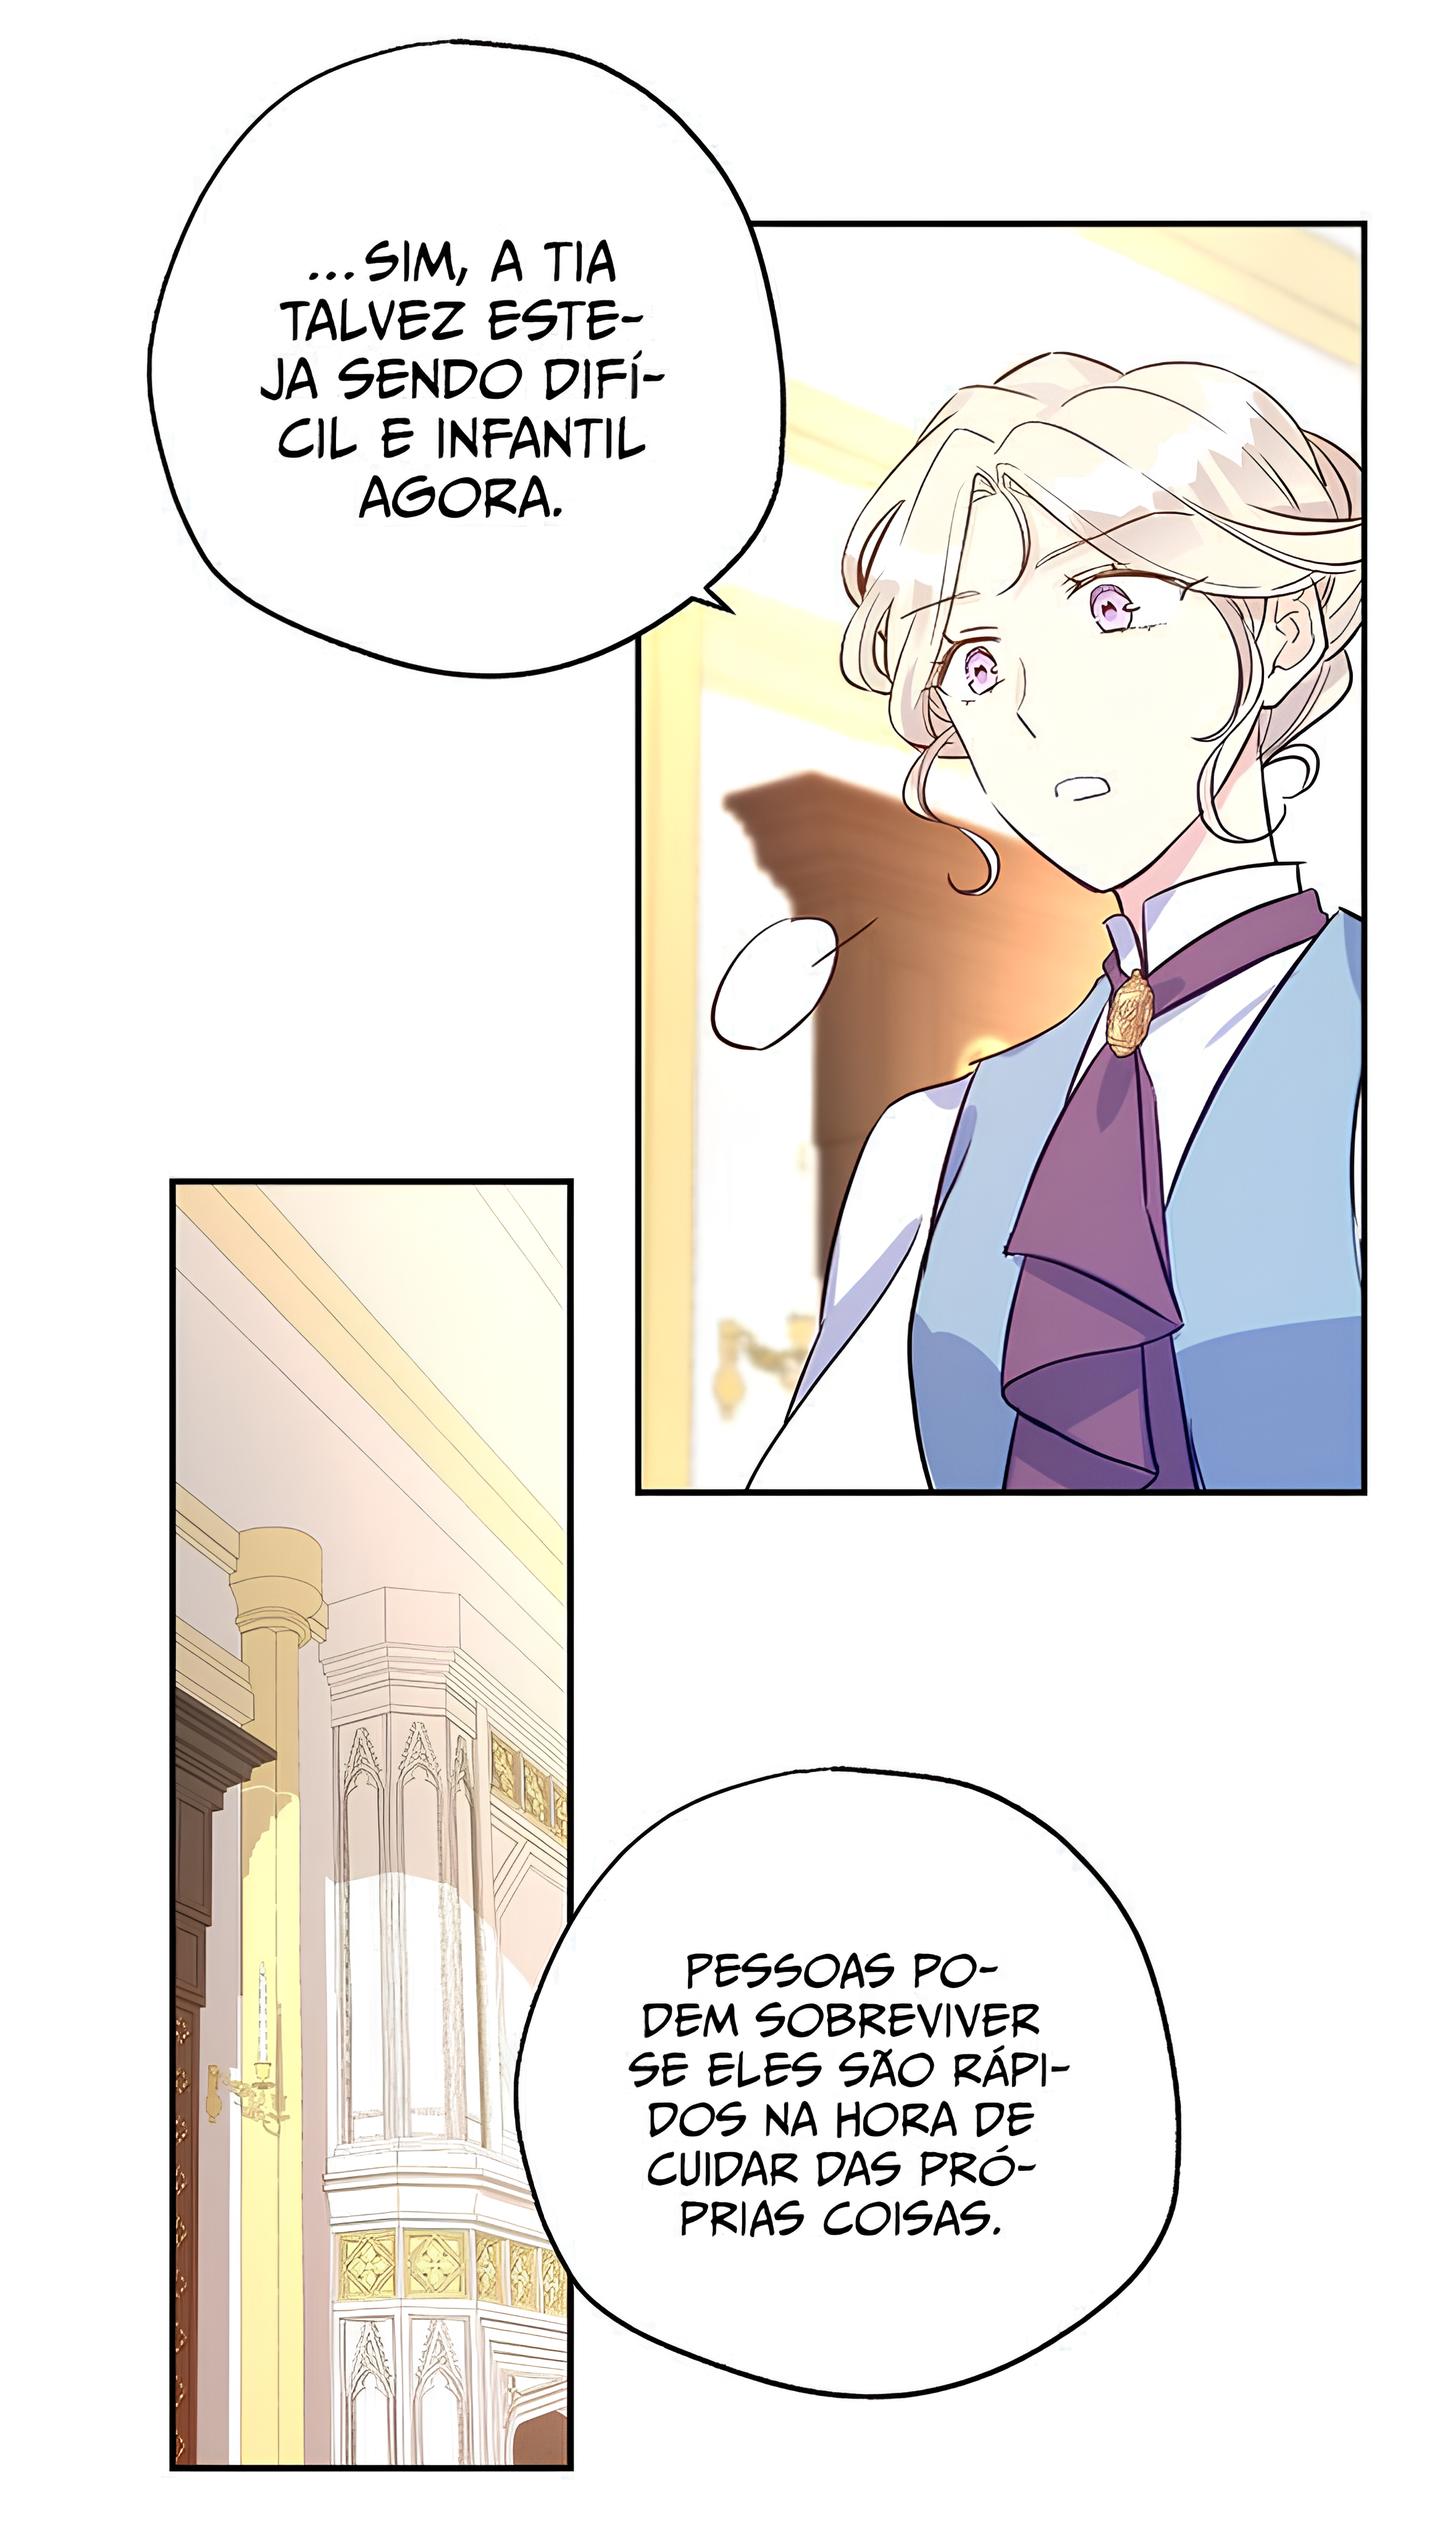 ...SIM, A TIA
TALVEZ ESTE-
JA SENDO DIFÍ-
CIL E INFANTIL
AGORA.
PESSOAS PO-
DEM SOBREVIVER
SE ELES SÃO RÁPI-
DOS NA HORA DE
CUIDAR DAS PRÓ-
PRIAS COISAS.